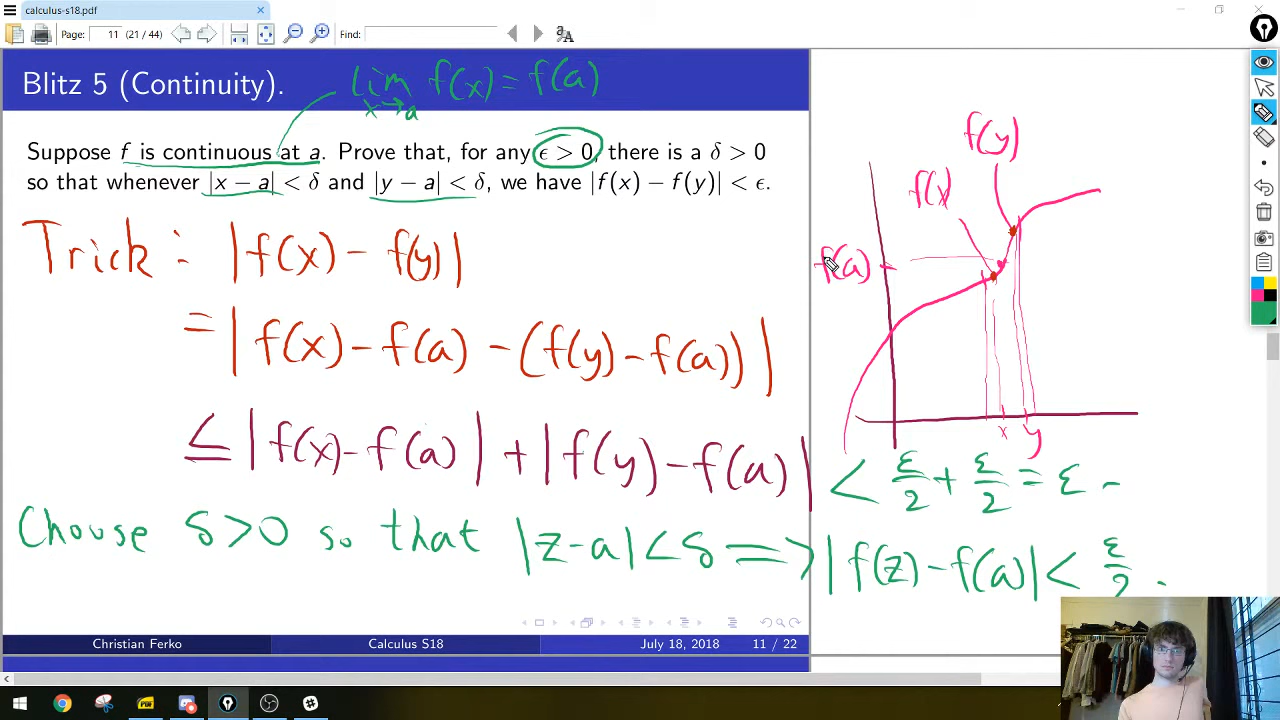 calculus-s18.pdf
Page: 11 (21 / 44) Find:
Blitz 5 (Continuity). lim x→a f(x) = f(a)
Suppose f is continuous at a. Prove that, for any ϵ > 0, there is a δ > 0
so that whenever |x − a| < δ and |y − a| < δ, we have |f(x) − f(y)| < ϵ.
Trick: |f(x) − f(y)|
= |f(x) − f(a) − (f(y) − f(a))|
≤ |f(x) − f(a)| + |f(y) − f(a)| < ε/2 + ε/2 = ε.
Choose δ > 0 so that |z − a| < δ => |f(z) − f(a)| < ε/2.
f(y)
f(x)
f(a)
x y
Christian Ferko Calculus S18 July 18, 2018 11 / 22